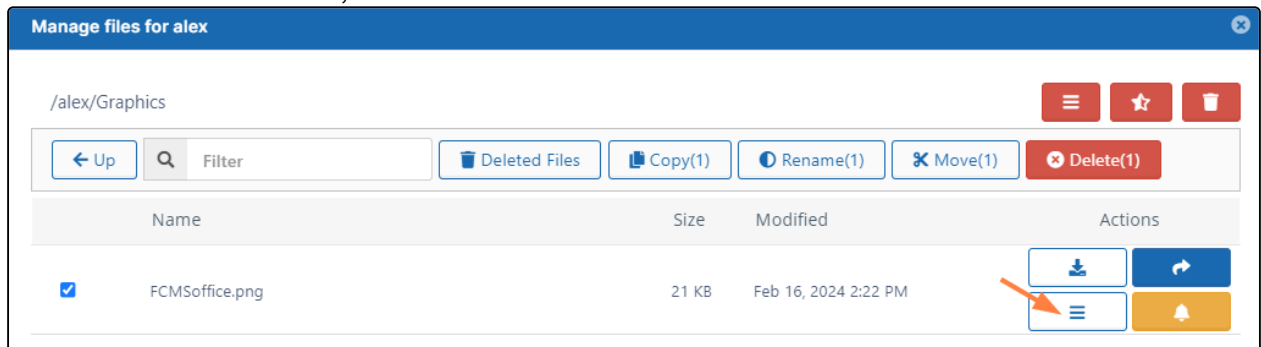 Manage files for alex
/alex/Graphics
Up Filter Deleted Files Copy(1) Rename(1) Move(1) Delete(1)
Name Size Modified Actions
FCMSoffice.png 21 KB Feb 16, 2024 2:22 PM